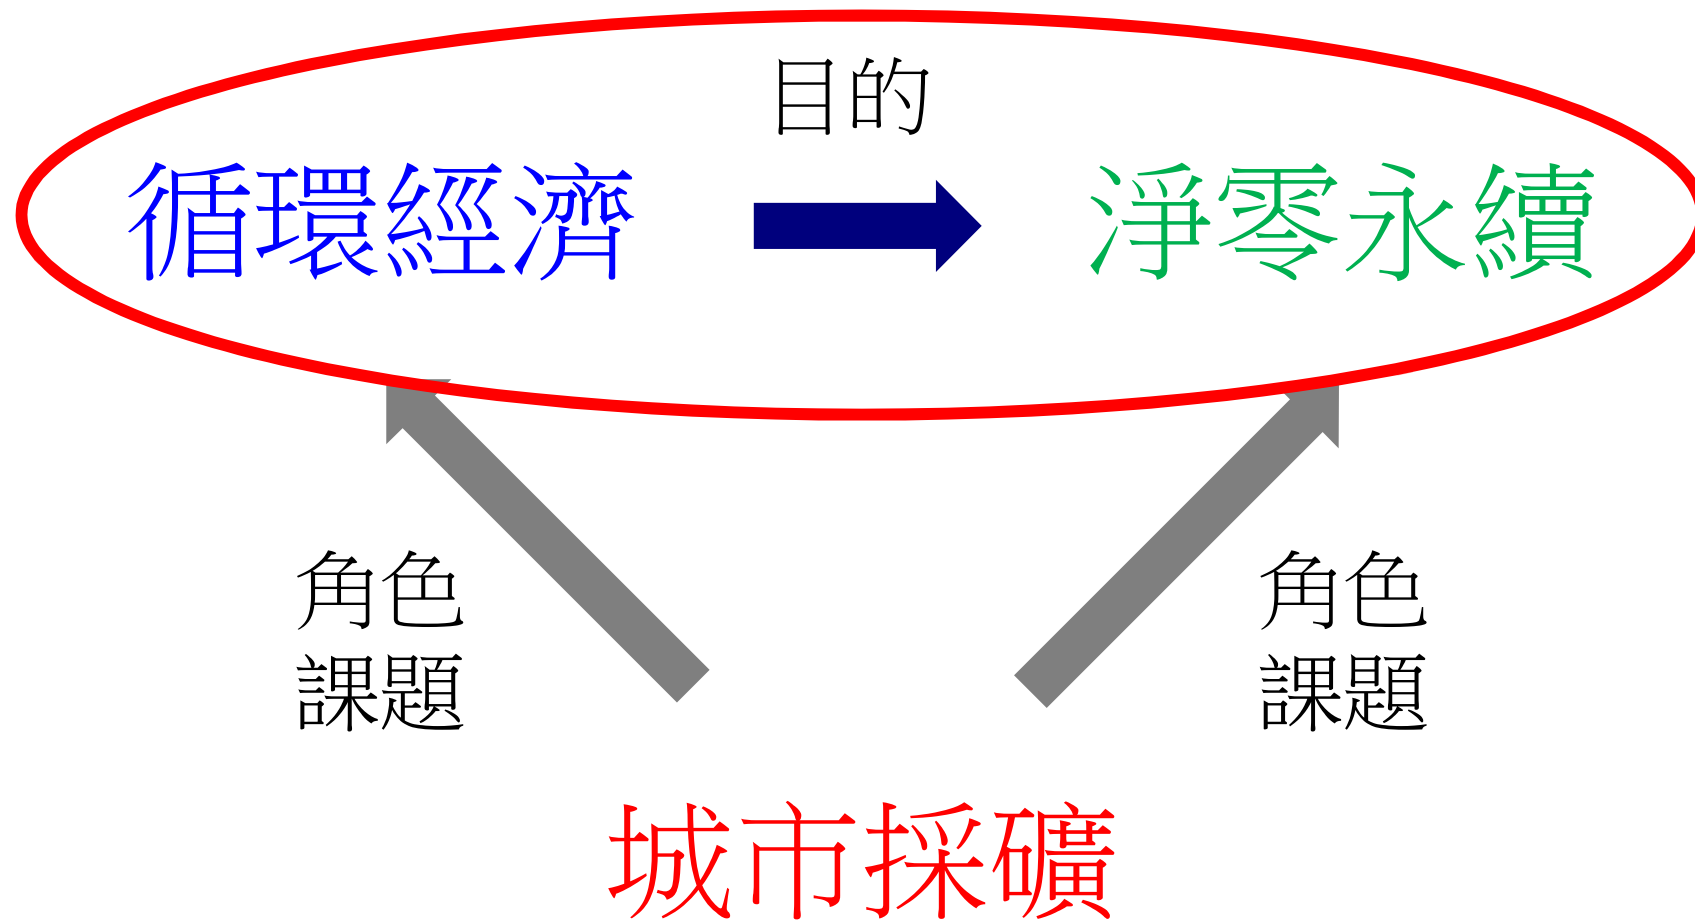 目的
循環經濟
淨零永續
角色
課題
角色
課題
城市採礦